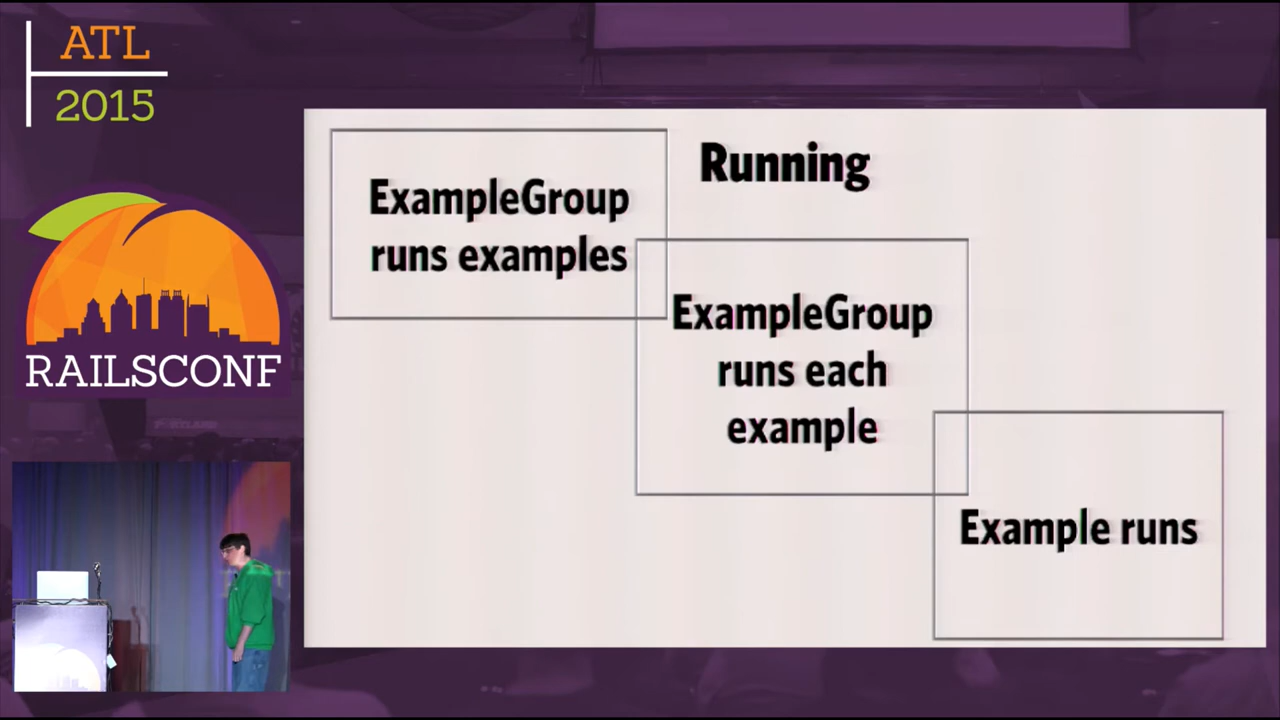 ATL
2015
RAILSCONF
Running
ExampleGroup
runs examples
ExampleGroup
runs each
example
Example runs